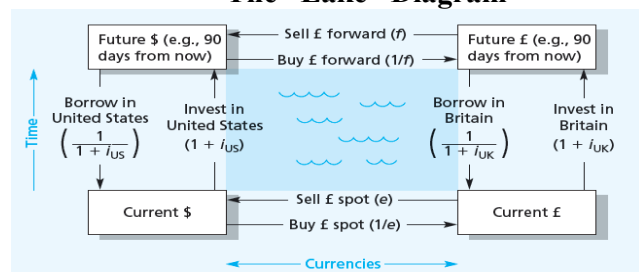 The "Lake" Diagram
Future $ (e.g., 90
days from now)
Sell £ forward (f)
Buy £ forward (1/f)
Future £ (e.g., 90
days from now)
Time
Borrow in
United States
(1 / 1 + iUS)
Invest in
United States
(1 + iUS)
Borrow in
Britain
(1 / 1 + iUK)
Invest in
Britain
(1 + iUK)
Current $
Sell £ spot (e)
Buy £ spot (1/e)
Current £
Currencies